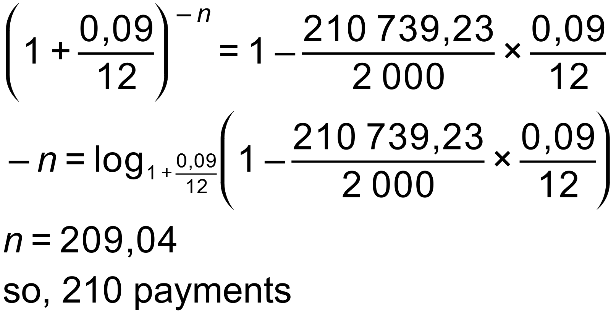 (1 + 0,09/12)^−n = 1 − 210 739,23/2 000 × 0,09/12
−n = log_{1 + 0,09/12}(1 − 210 739,23/2 000 × 0,09/12)
n = 209,04
so, 210 payments